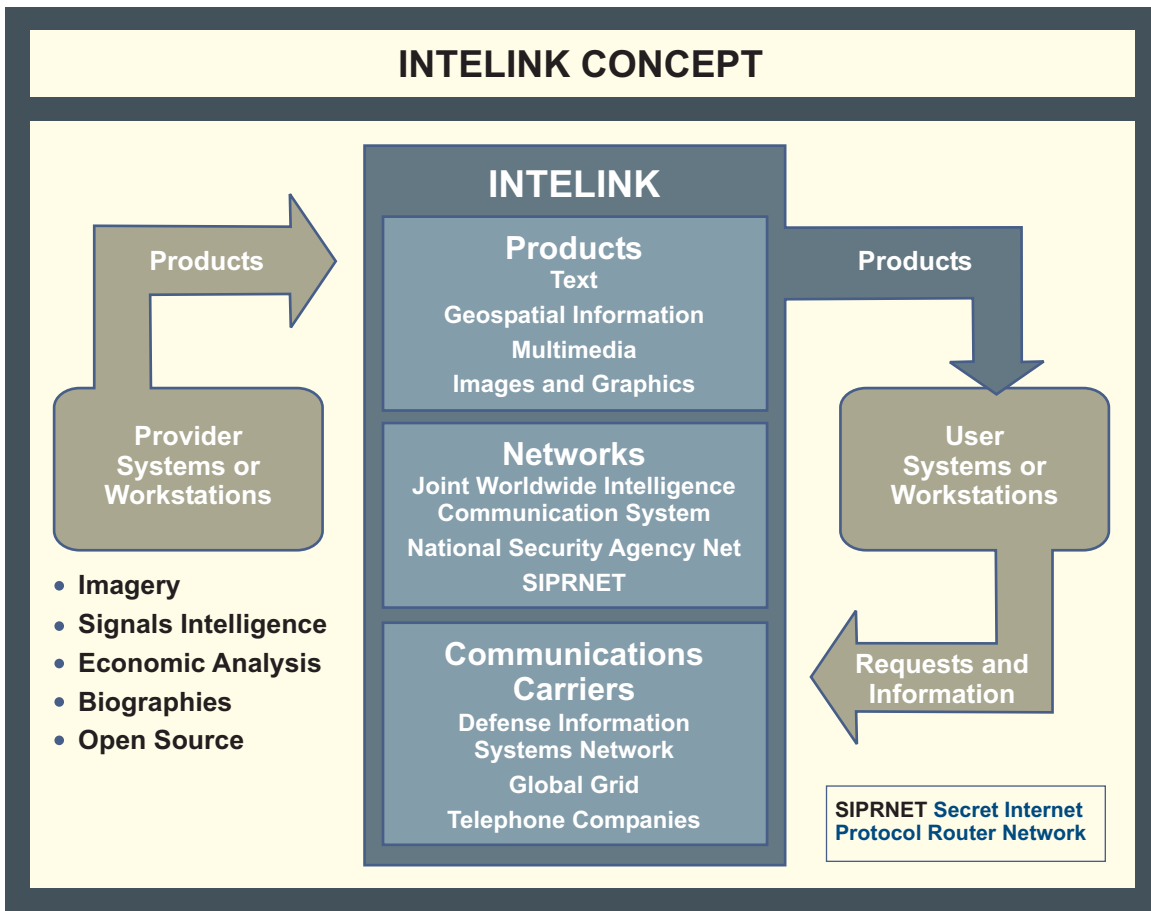 INTELINK CONCEPT
Products
Provider
Systems or
Workstations
• Imagery
• Signals Intelligence
• Economic Analysis
• Biographies
• Open Source
INTELINK
Products
Text
Geospatial Information
Multimedia
Images and Graphics
Networks
Joint Worldwide Intelligence
Communication System
National Security Agency Net
SIPRNET
Communications
Carriers
Defense Information
Systems Network
Global Grid
Telephone Companies
Products
User
Systems or
Workstations
Requests and
Information
SIPRNET Secret Internet
Protocol Router Network